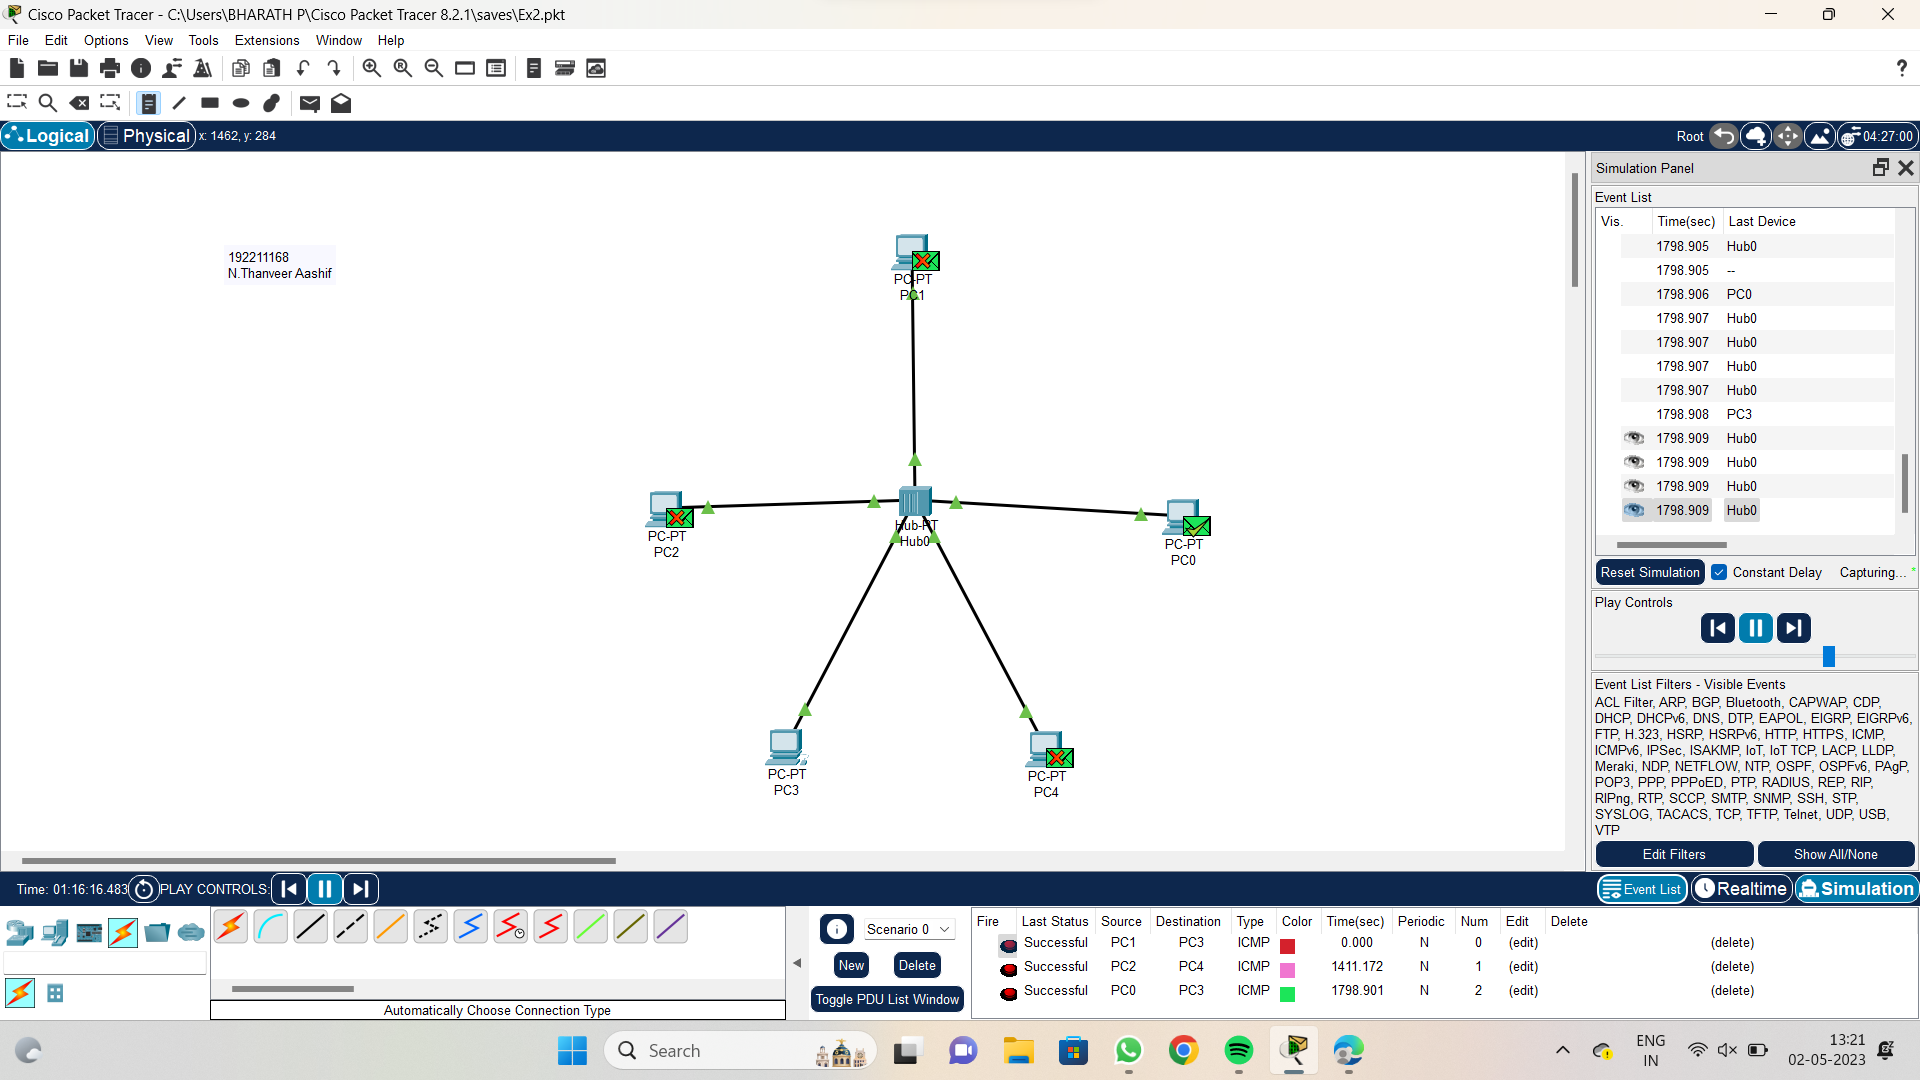 Cisco Packet Tracer - C:\Users\BHARATH P\Cisco Packet Tracer 8.2.1\saves\Ex2.pkt
File Edit Options View Tools Extensions Window Help
?
Logical Physical x: 1462, y: 284 Root 04:27:00
192211168
N.Thanveer Aashif
PC-PT
PC1
PC-PT
PC2
Hub-PT
Hub0
PC-PT
PC0
PC-PT
PC3
PC-PT
PC4
Simulation Panel
Event List
Vis. Time(sec) Last Device
1798.905 Hub0
1798.905 --
1798.906 PC0
1798.907 Hub0
1798.907 Hub0
1798.907 Hub0
1798.907 Hub0
1798.908 PC3
1798.909 Hub0
1798.909 Hub0
1798.909 Hub0
1798.909 Hub0
Reset Simulation Constant Delay Capturing...
Play Controls
Event List Filters - Visible Events
ACL Filter, ARP, BGP, Bluetooth, CAPWAP, CDP,
DHCP, DHCPv6, DNS, DTP, EAPOL, EIGRP, EIGRPv6,
FTP, H.323, HSRP, HSRPv6, HTTP, HTTPS, ICMP,
ICMPv6, IPSec, ISAKMP, IoT, IoT TCP, LACP, LLDP,
Meraki, NDP, NETFLOW, NTP, OSPF, OSPFv6, PAgP,
POP3, PPP, PPPoED, PTP, RADIUS, REP, RIP,
RIPng, RTP, SCCP, SMTP, SNMP, SSH, STP,
SYSLOG, TACACS, TCP, TFTP, Telnet, UDP, USB,
VTP
Edit Filters Show All/None
Time: 01:16:16.483 PLAY CONTROLS:
Event List Realtime Simulation
Automatically Choose Connection Type
Scenario 0
New Delete
Toggle PDU List Window
Fire Last Status Source Destination Type Color Time(sec) Periodic Num Edit Delete
Successful PC1 PC3 ICMP 0.000 N 0 (edit) (delete)
Successful PC2 PC4 ICMP 1411.172 N 1 (edit) (delete)
Successful PC0 PC3 ICMP 1798.901 N 2 (edit) (delete)
Search
ENG
IN
13:21
02-05-2023